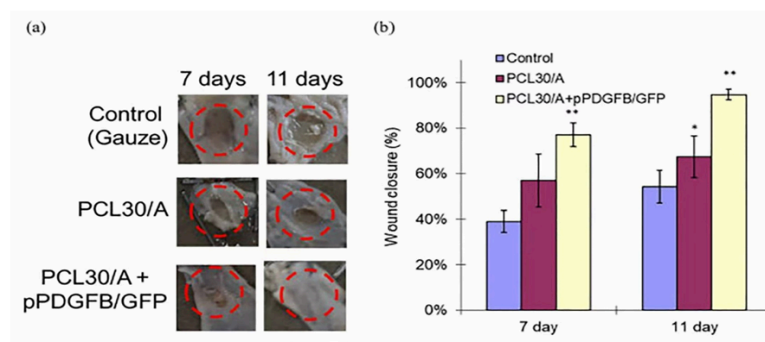 (a)
7 days 11 days
Control
(Gauze)
PCL30/A
PCL30/A +
pPDGFB/GFP
(b)
Control
PCL30/A
PCL30/A+pPDGFB/GFP
**
*
**
Wound closure (%)
100%
80%
60%
40%
20%
0%
7 day 11 day